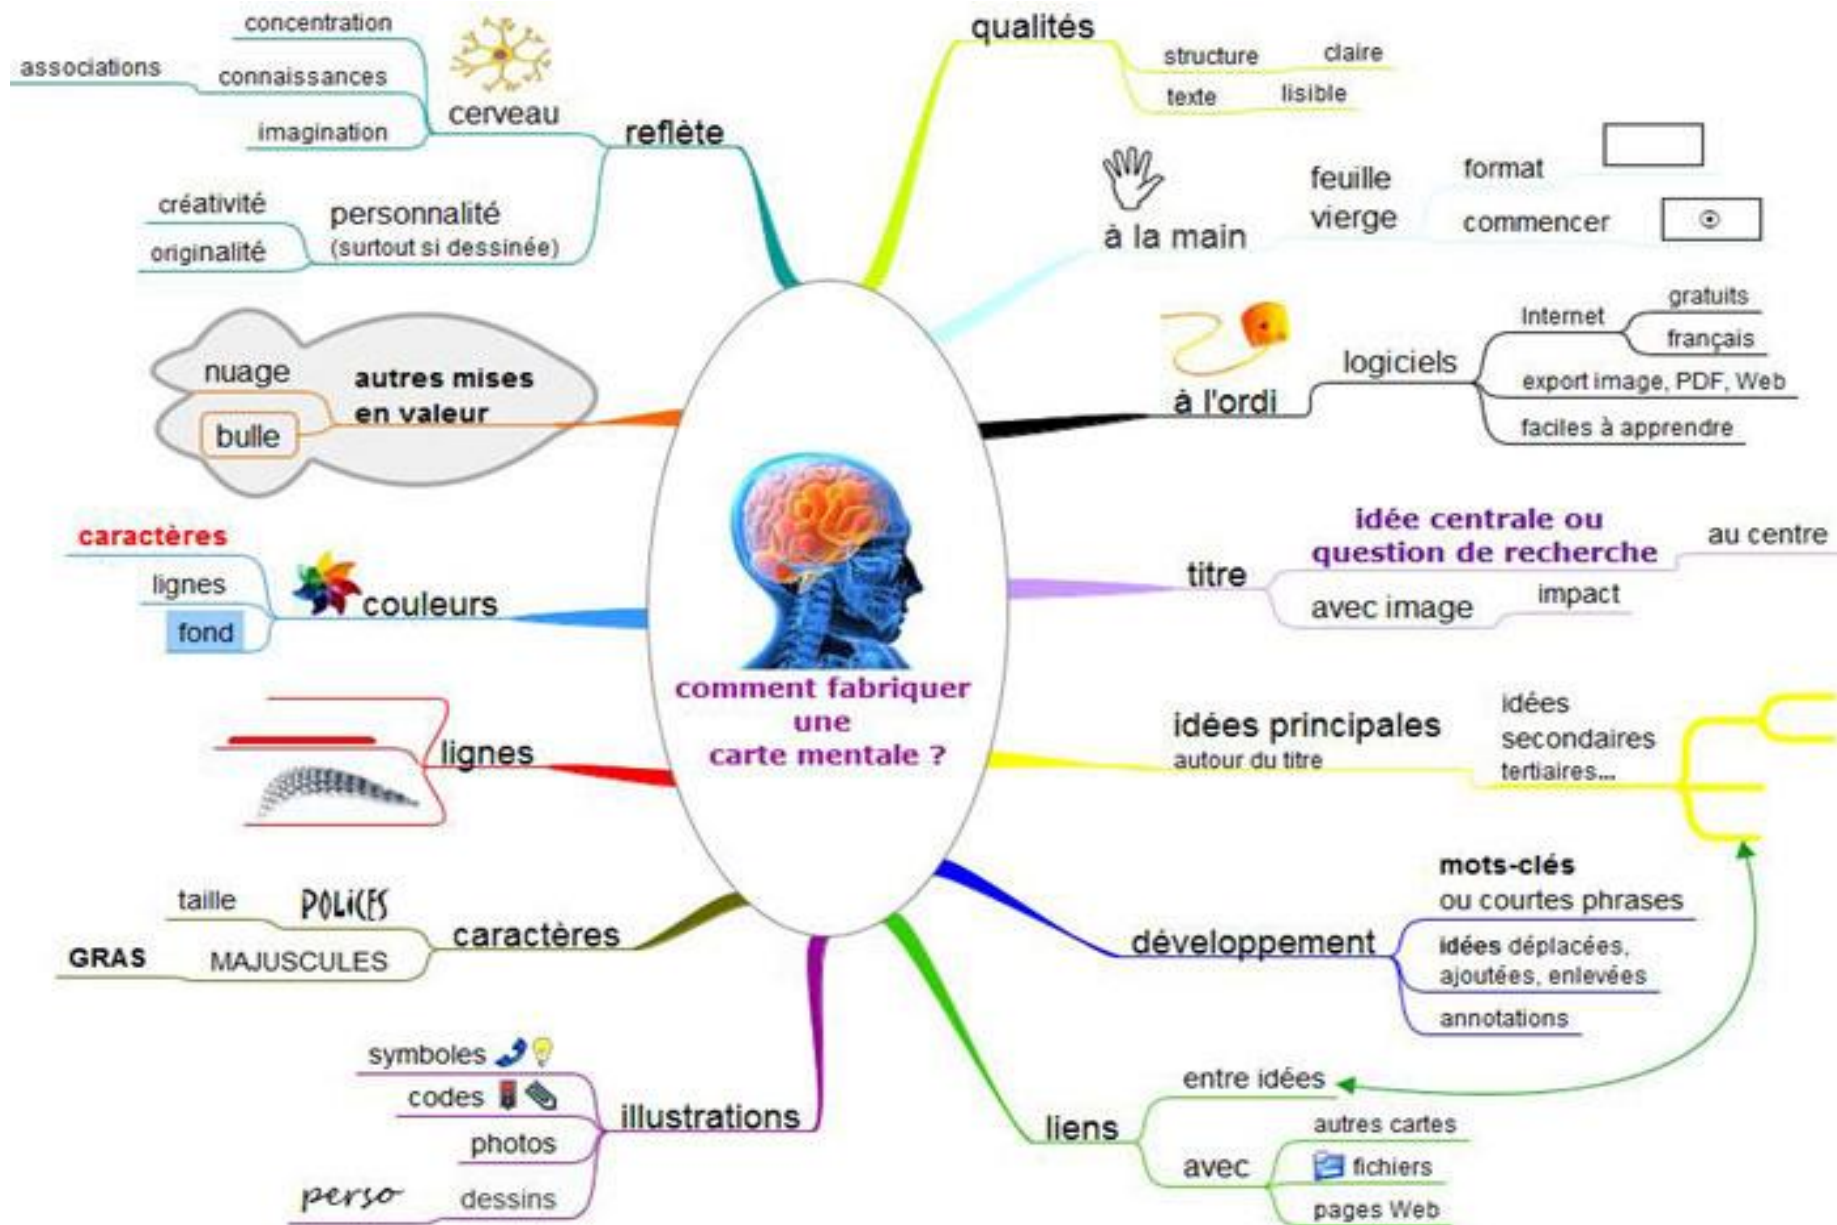 comment fabriquer
une
carte mentale ?
qualités
structure
claire
texte
lisible
à la main
feuille
vierge
format
commencer
à l'ordi
logiciels
Internet
gratuits
français
export image, PDF, Web
faciles à apprendre
titre
idée centrale ou
question de recherche
au centre
avec image
impact
idées principales
autour du titre
idées
secondaires
tertiaires...
développement
mots-clés
ou courtes phrases
idées déplacées,
ajoutées, enlevées
annotations
liens
entre idées
avec
autres cartes
fichiers
pages Web
illustrations
symboles
codes
photos
dessins
perso
caractères
POLICES
taille
MAJUSCULES
GRAS
lignes
couleurs
caractères
lignes
fond
autres mises
en valeur
nuage
bulle
reflète
cerveau
concentration
connaissances
associations
imagination
personnalité
(surtout si dessinée)
créativité
originalité